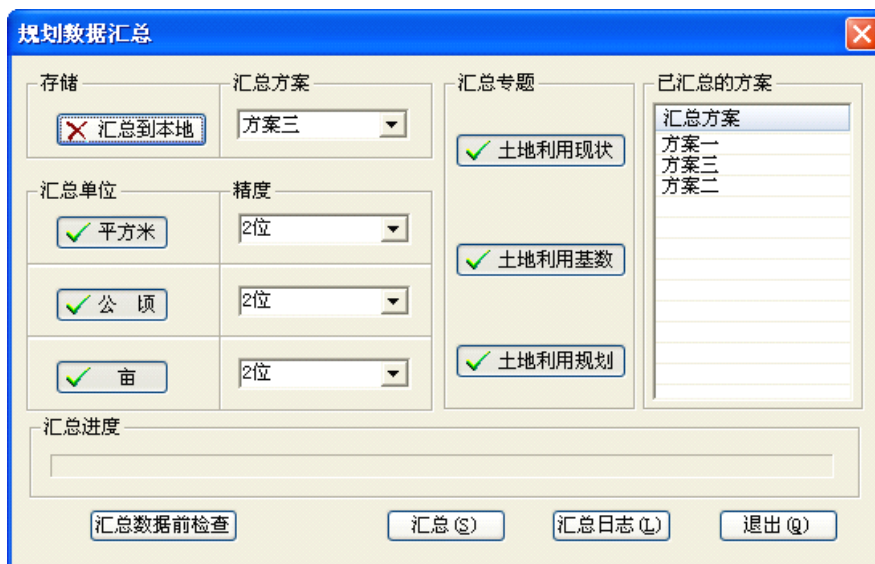 规划数据汇总
存储
汇总到本地
汇总方案
方案三
汇总单位
精度
平方米
2位
公 顷
2位
亩
2位
汇总专题
土地利用现状
土地利用基数
土地利用规划
已汇总的方案
汇总方案
方案一
方案三
方案二
汇总进度
汇总数据前检查
汇总(S)
汇总日志(L)
退出(Q)